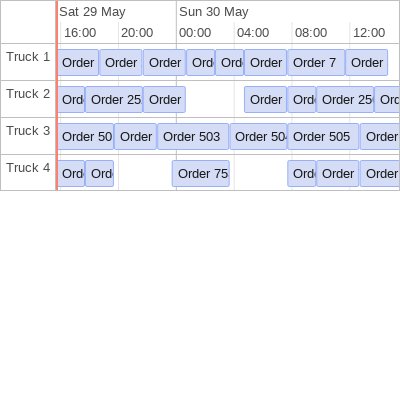 Sat 29 May Sun 30 May
16:00 20:00 00:00 04:00 08:00 12:00
Truck 1 Order Order Order Ord Ord Order Order 7 Order
Truck 2 Ord Order 25 Order Order Ord Order 25 Ord
Truck 3 Order 50 Order Order 503 Order 504 Order 505 Order
Truck 4 Ord Ord Order 75 Ord Order Order